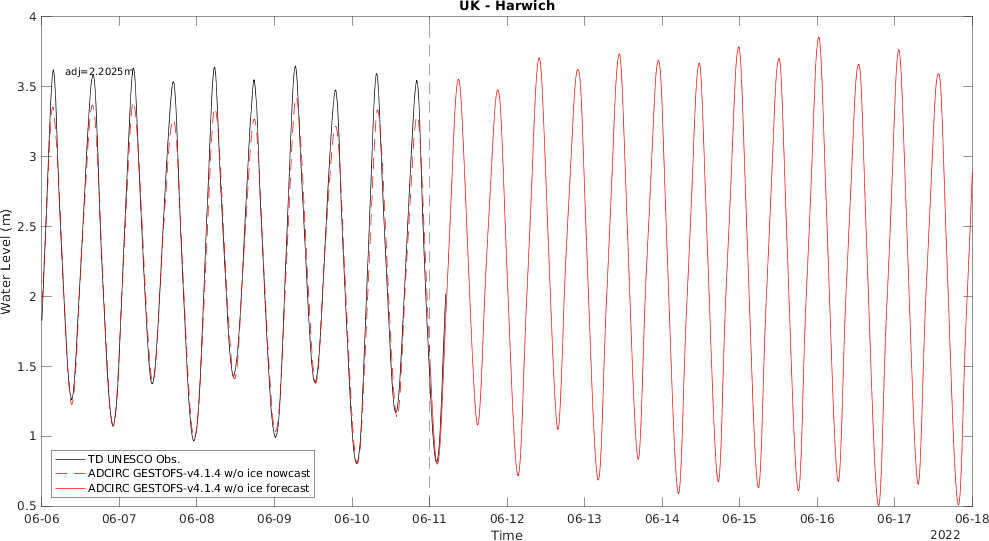 UK - Harwich
adj=2.2025m
4
3.5
3
2.5
2
1.5
1
0.5
Water Level (m)
TD UNESCO Obs.
ADCIRC GESTOFS-v4.1.4 w/o ice nowcast
ADCIRC GESTOFS-v4.1.4 w/o ice forecast
06-06 06-07 06-08 06-09 06-10 06-11 06-12 06-13 06-14 06-15 06-16 06-17 06-18
Time
2022